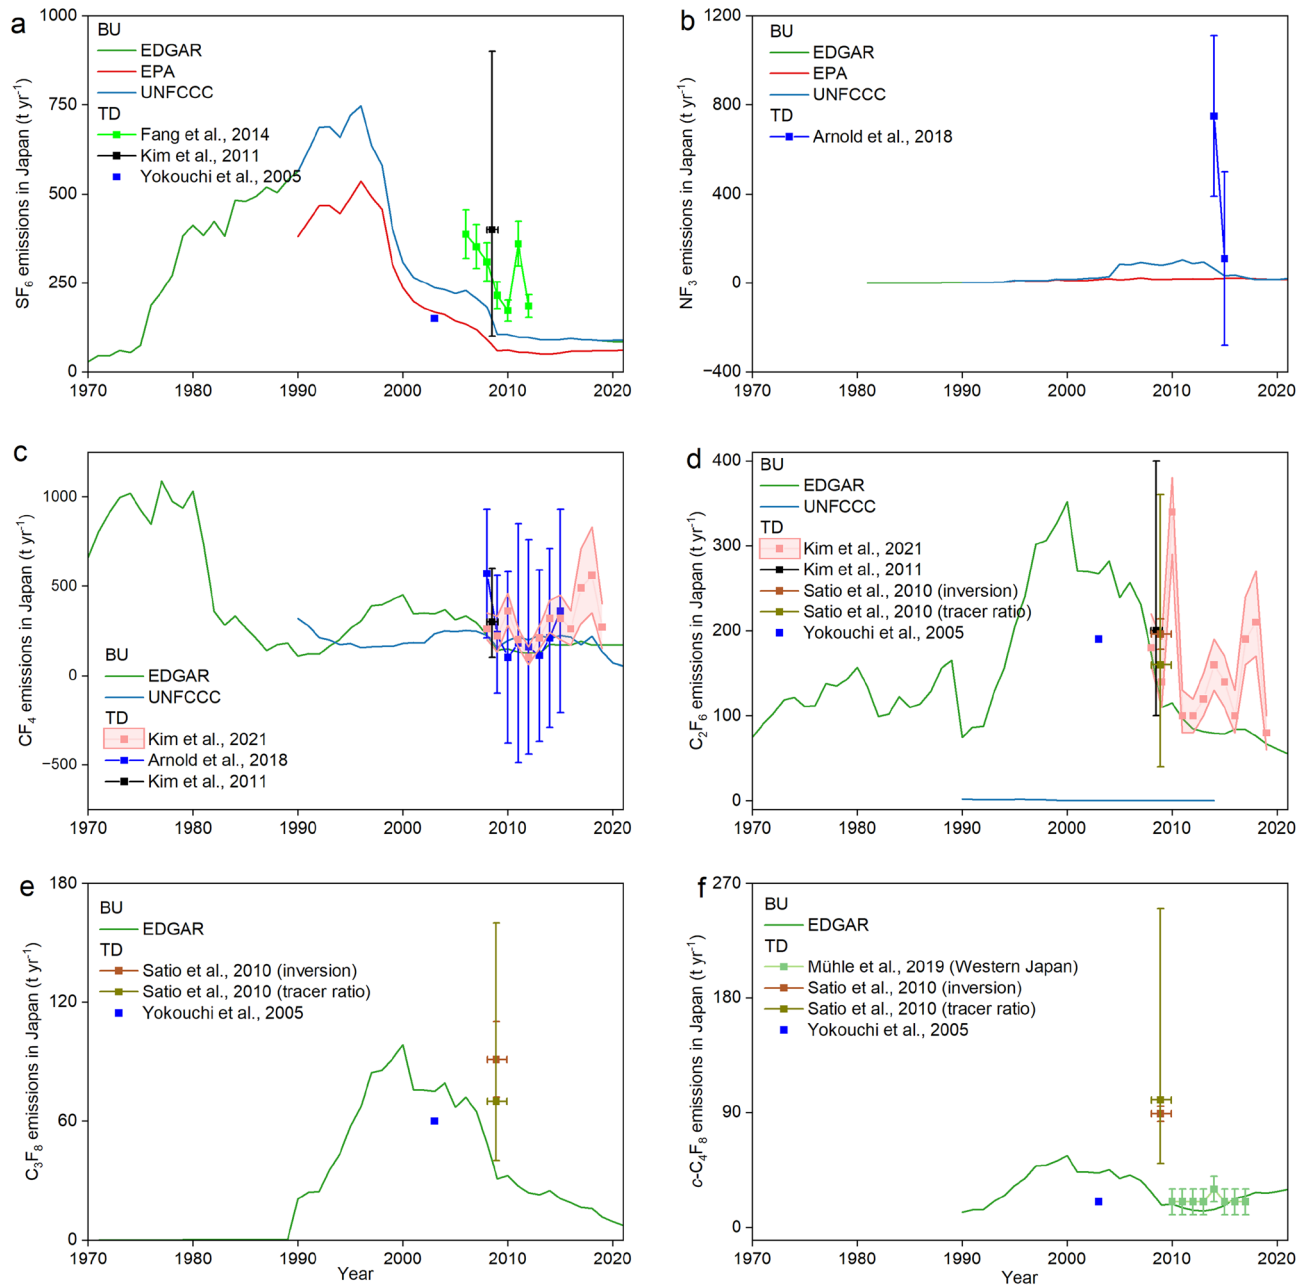 a
1000
750
500
250
0
SF6 emissions in Japan (t yr-1)
BU
EDGAR
EPA
UNFCCC
TD
Fang et al., 2014
Kim et al., 2011
Yokouchi et al., 2005
1970 1980 1990 2000 2010 2020
b
1200
800
400
0
−400
NF3 emissions in Japan (t yr-1)
BU
EDGAR
EPA
UNFCCC
TD
Arnold et al., 2018
1970 1980 1990 2000 2010 2020
c
1000
500
0
−500
CF4 emissions in Japan (t yr-1)
BU
EDGAR
UNFCCC
TD
Kim et al., 2021
Arnold et al., 2018
Kim et al., 2011
1970 1980 1990 2000 2010 2020
d
400
300
200
100
0
C2F6 emissions in Japan (t yr-1)
BU
EDGAR
UNFCCC
TD
Kim et al., 2021
Kim et al., 2011
Satio et al., 2010 (inversion)
Satio et al., 2010 (tracer ratio)
Yokouchi et al., 2005
1970 1980 1990 2000 2010 2020
e
180
120
60
0
C3F8 emissions in Japan (t yr-1)
BU
EDGAR
TD
Satio et al., 2010 (inversion)
Satio et al., 2010 (tracer ratio)
Yokouchi et al., 2005
1970 1980 1990 2000 2010 2020
Year
f
270
180
90
0
c-C4F8 emissions in Japan (t yr-1)
BU
EDGAR
TD
Mühle et al., 2019 (Western Japan)
Satio et al., 2010 (inversion)
Satio et al., 2010 (tracer ratio)
Yokouchi et al., 2005
1970 1980 1990 2000 2010 2020
Year